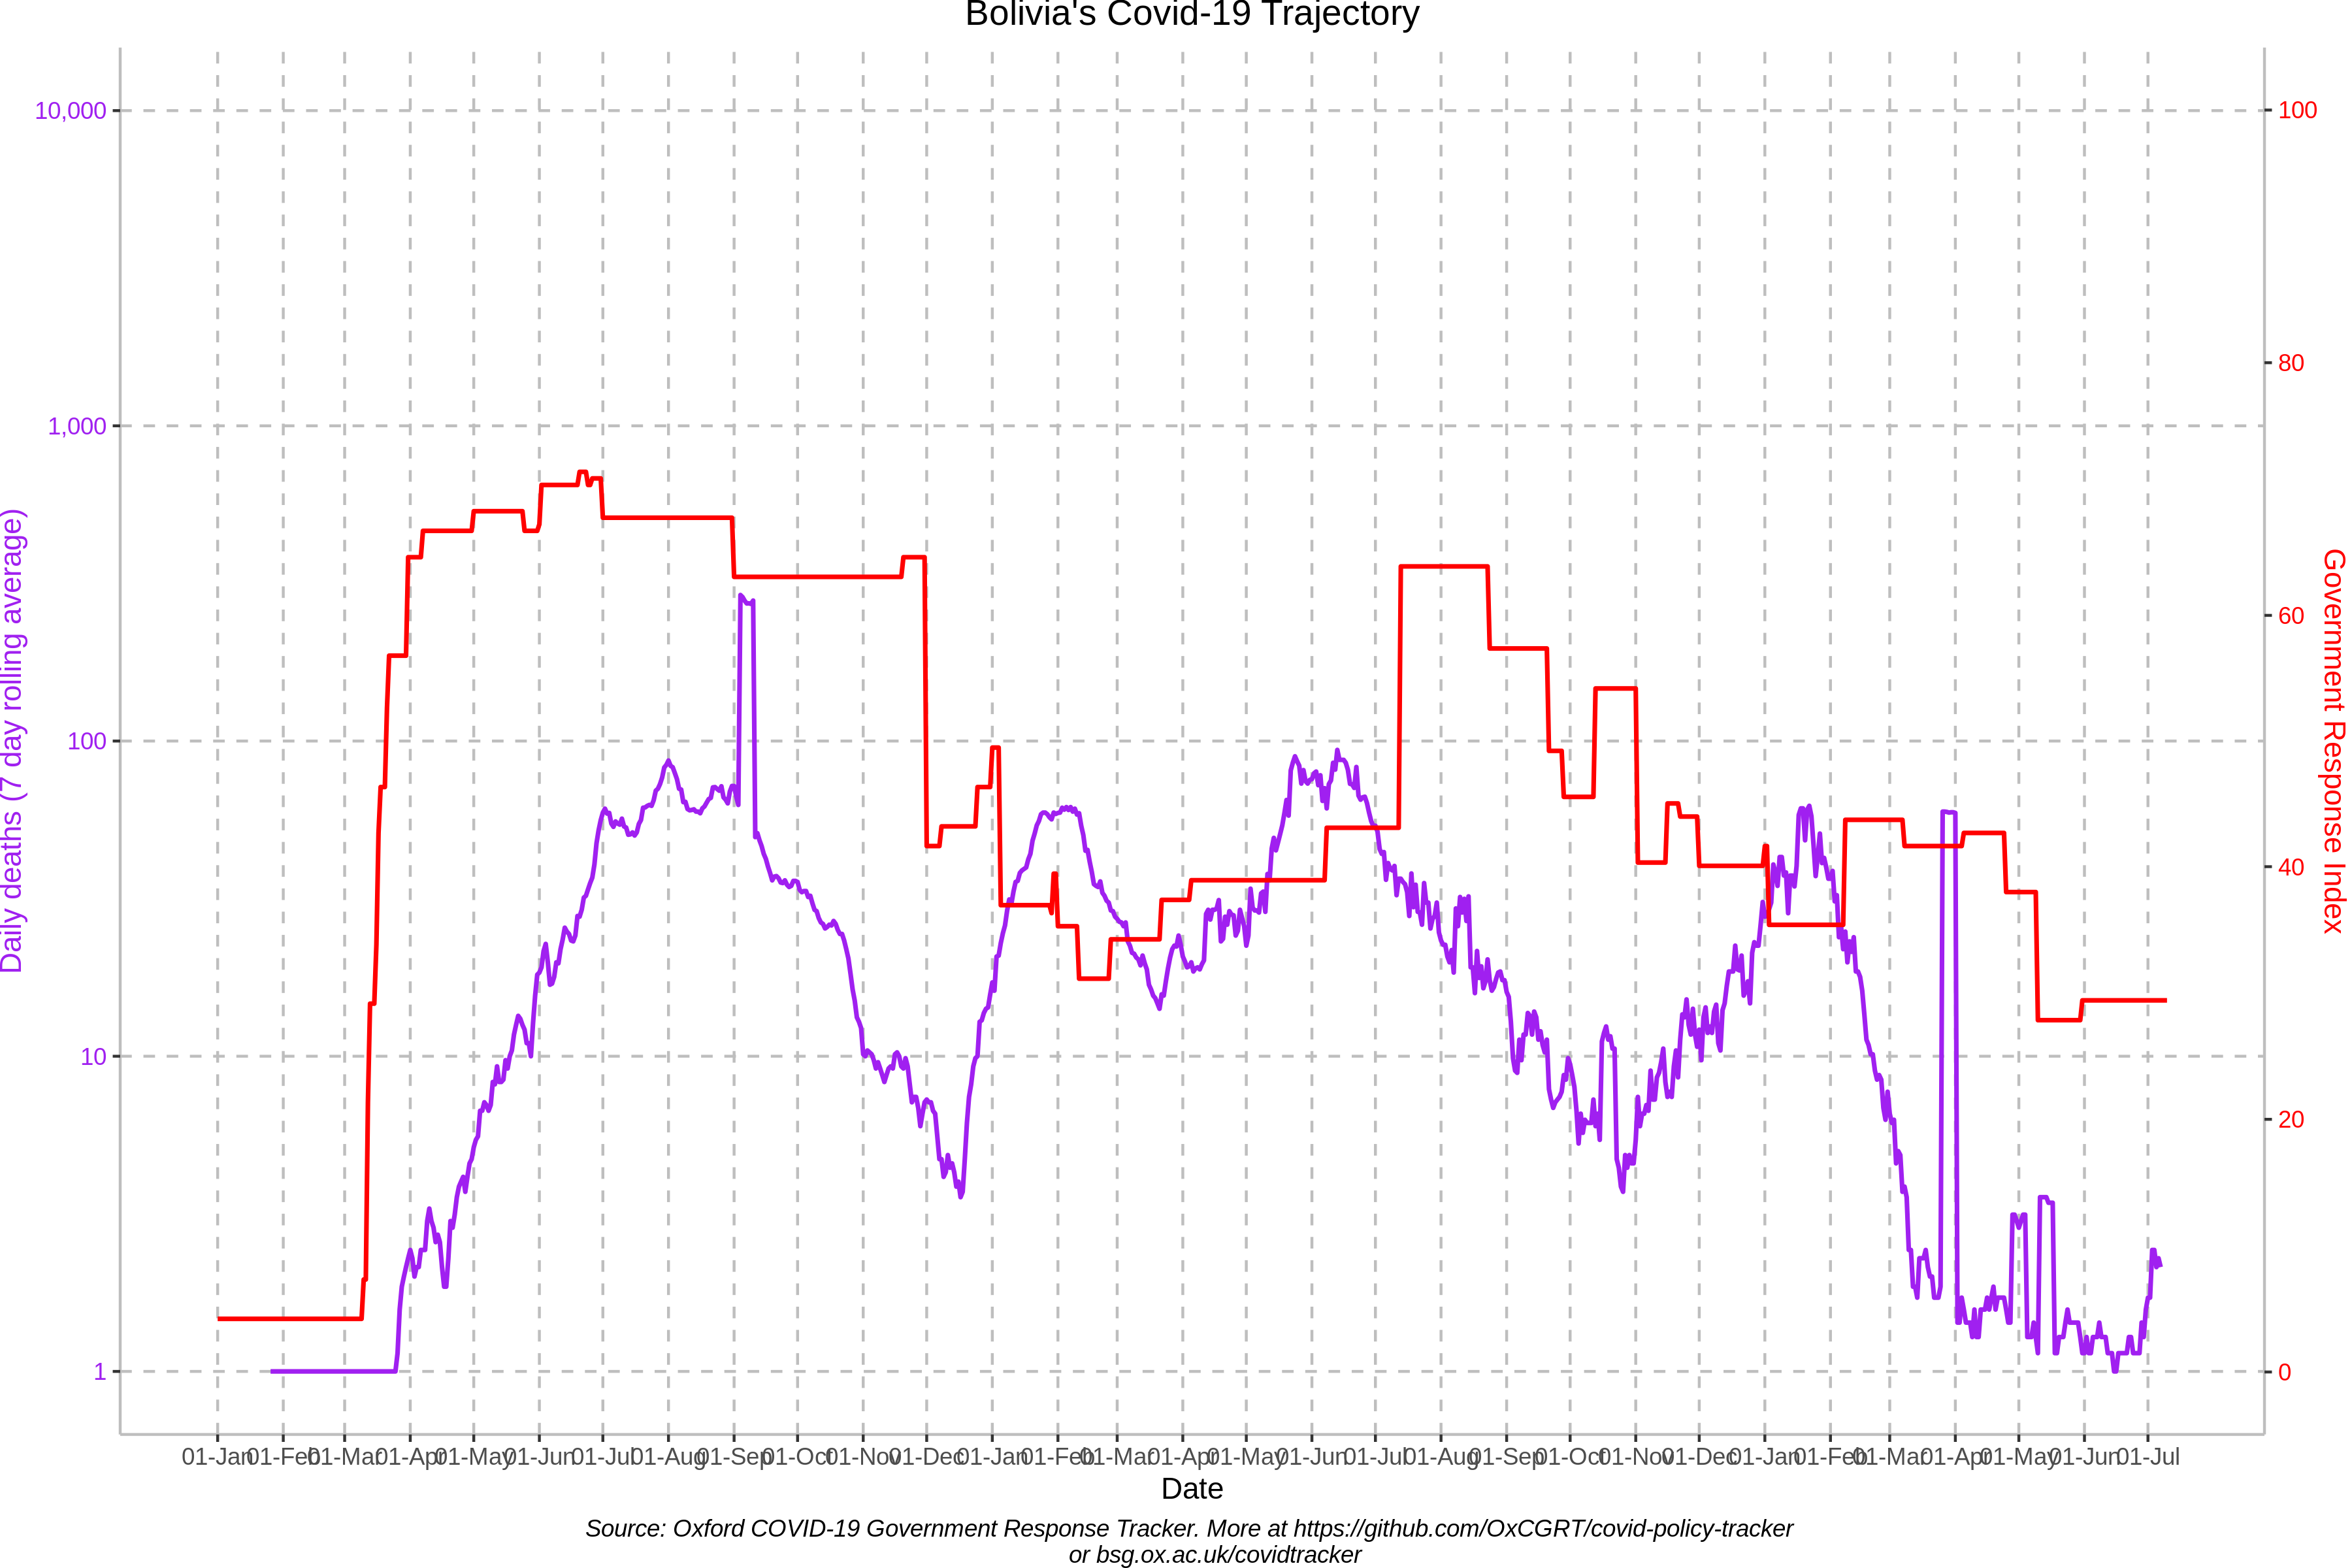 Bolivia's Covid-19 Trajectory
Daily deaths (7 day rolling average)
10,000
1,000
100
10
1
Government Response Index
100
80
60
40
20
0
01-Jan 01-Feb 01-Mar 01-Apr 01-May 01-Jun 01-Jul 01-Aug 01-Sep 01-Oct 01-Nov 01-Dec 01-Jan 01-Feb 01-Mar 01-Apr 01-May 01-Jun 01-Jul 01-Aug 01-Sep 01-Oct 01-Nov 01-Dec 01-Jan 01-Feb 01-Mar 01-Apr 01-May 01-Jun 01-Jul
Date
Source: Oxford COVID-19 Government Response Tracker. More at https://github.com/OxCGRT/covid-policy-tracker
or bsg.ox.ac.uk/covidtracker